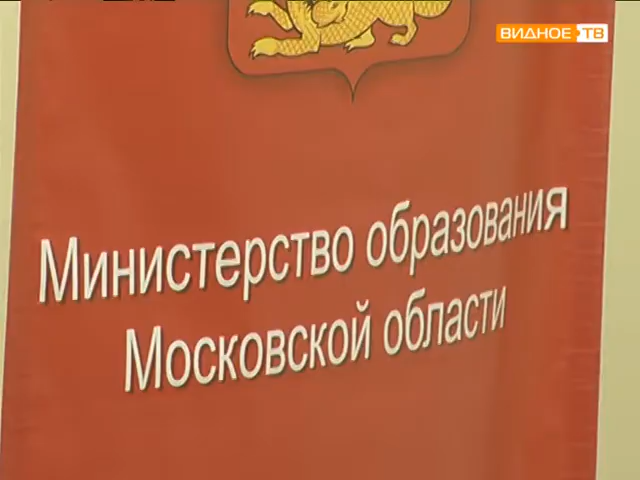 ВИДНОЕ ТВ
Министерство образования
Московской области